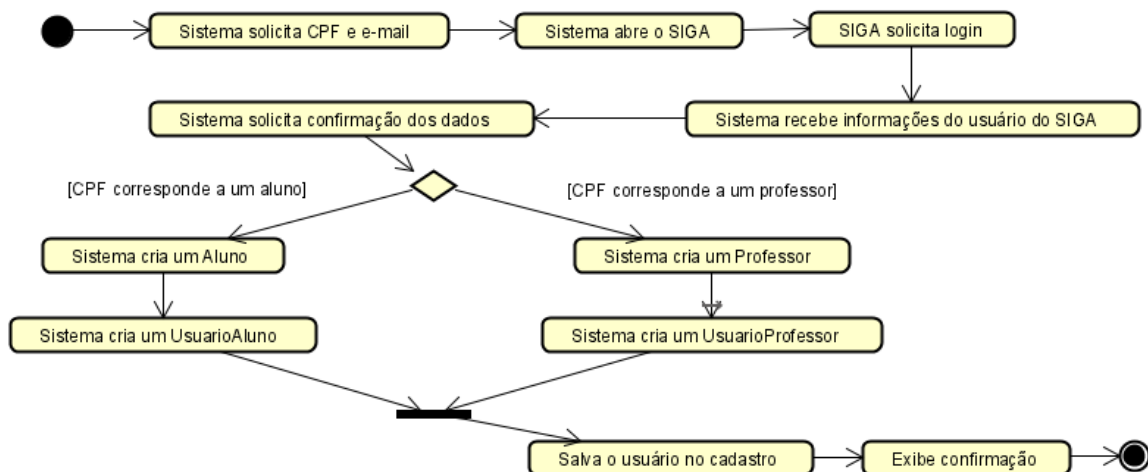 Sistema solicita CPF e e-mail
Sistema abre o SIGA
SIGA solicita login
Sistema solicita confirmação dos dados
Sistema recebe informações do usuário do SIGA
[CPF corresponde a um aluno]
[CPF corresponde a um professor]
Sistema cria um Aluno
Sistema cria um Professor
Sistema cria um UsuarioAluno
Sistema cria um UsuarioProfessor
Salva o usuário no cadastro
Exibe confirmação